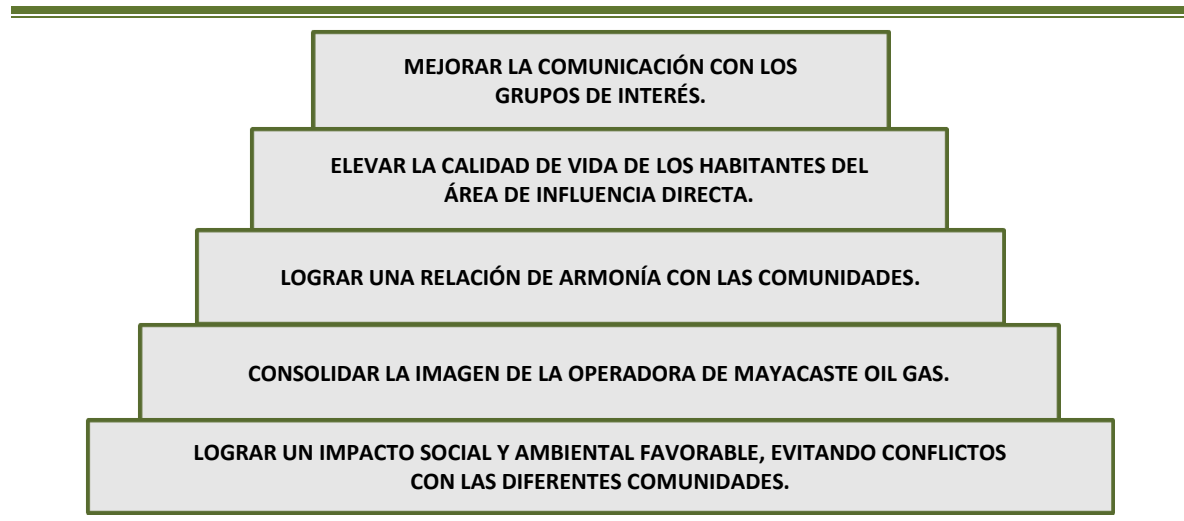 MEJORAR LA COMUNICACIÓN CON LOS
GRUPOS DE INTERÉS.
ELEVAR LA CALIDAD DE VIDA DE LOS HABITANTES DEL
ÁREA DE INFLUENCIA DIRECTA.
LOGRAR UNA RELACIÓN DE ARMONÍA CON LAS COMUNIDADES.
CONSOLIDAR LA IMAGEN DE LA OPERADORA DE MAYACASTE OIL GAS.
LOGRAR UN IMPACTO SOCIAL Y AMBIENTAL FAVORABLE, EVITANDO CONFLICTOS
CON LAS DIFERENTES COMUNIDADES.